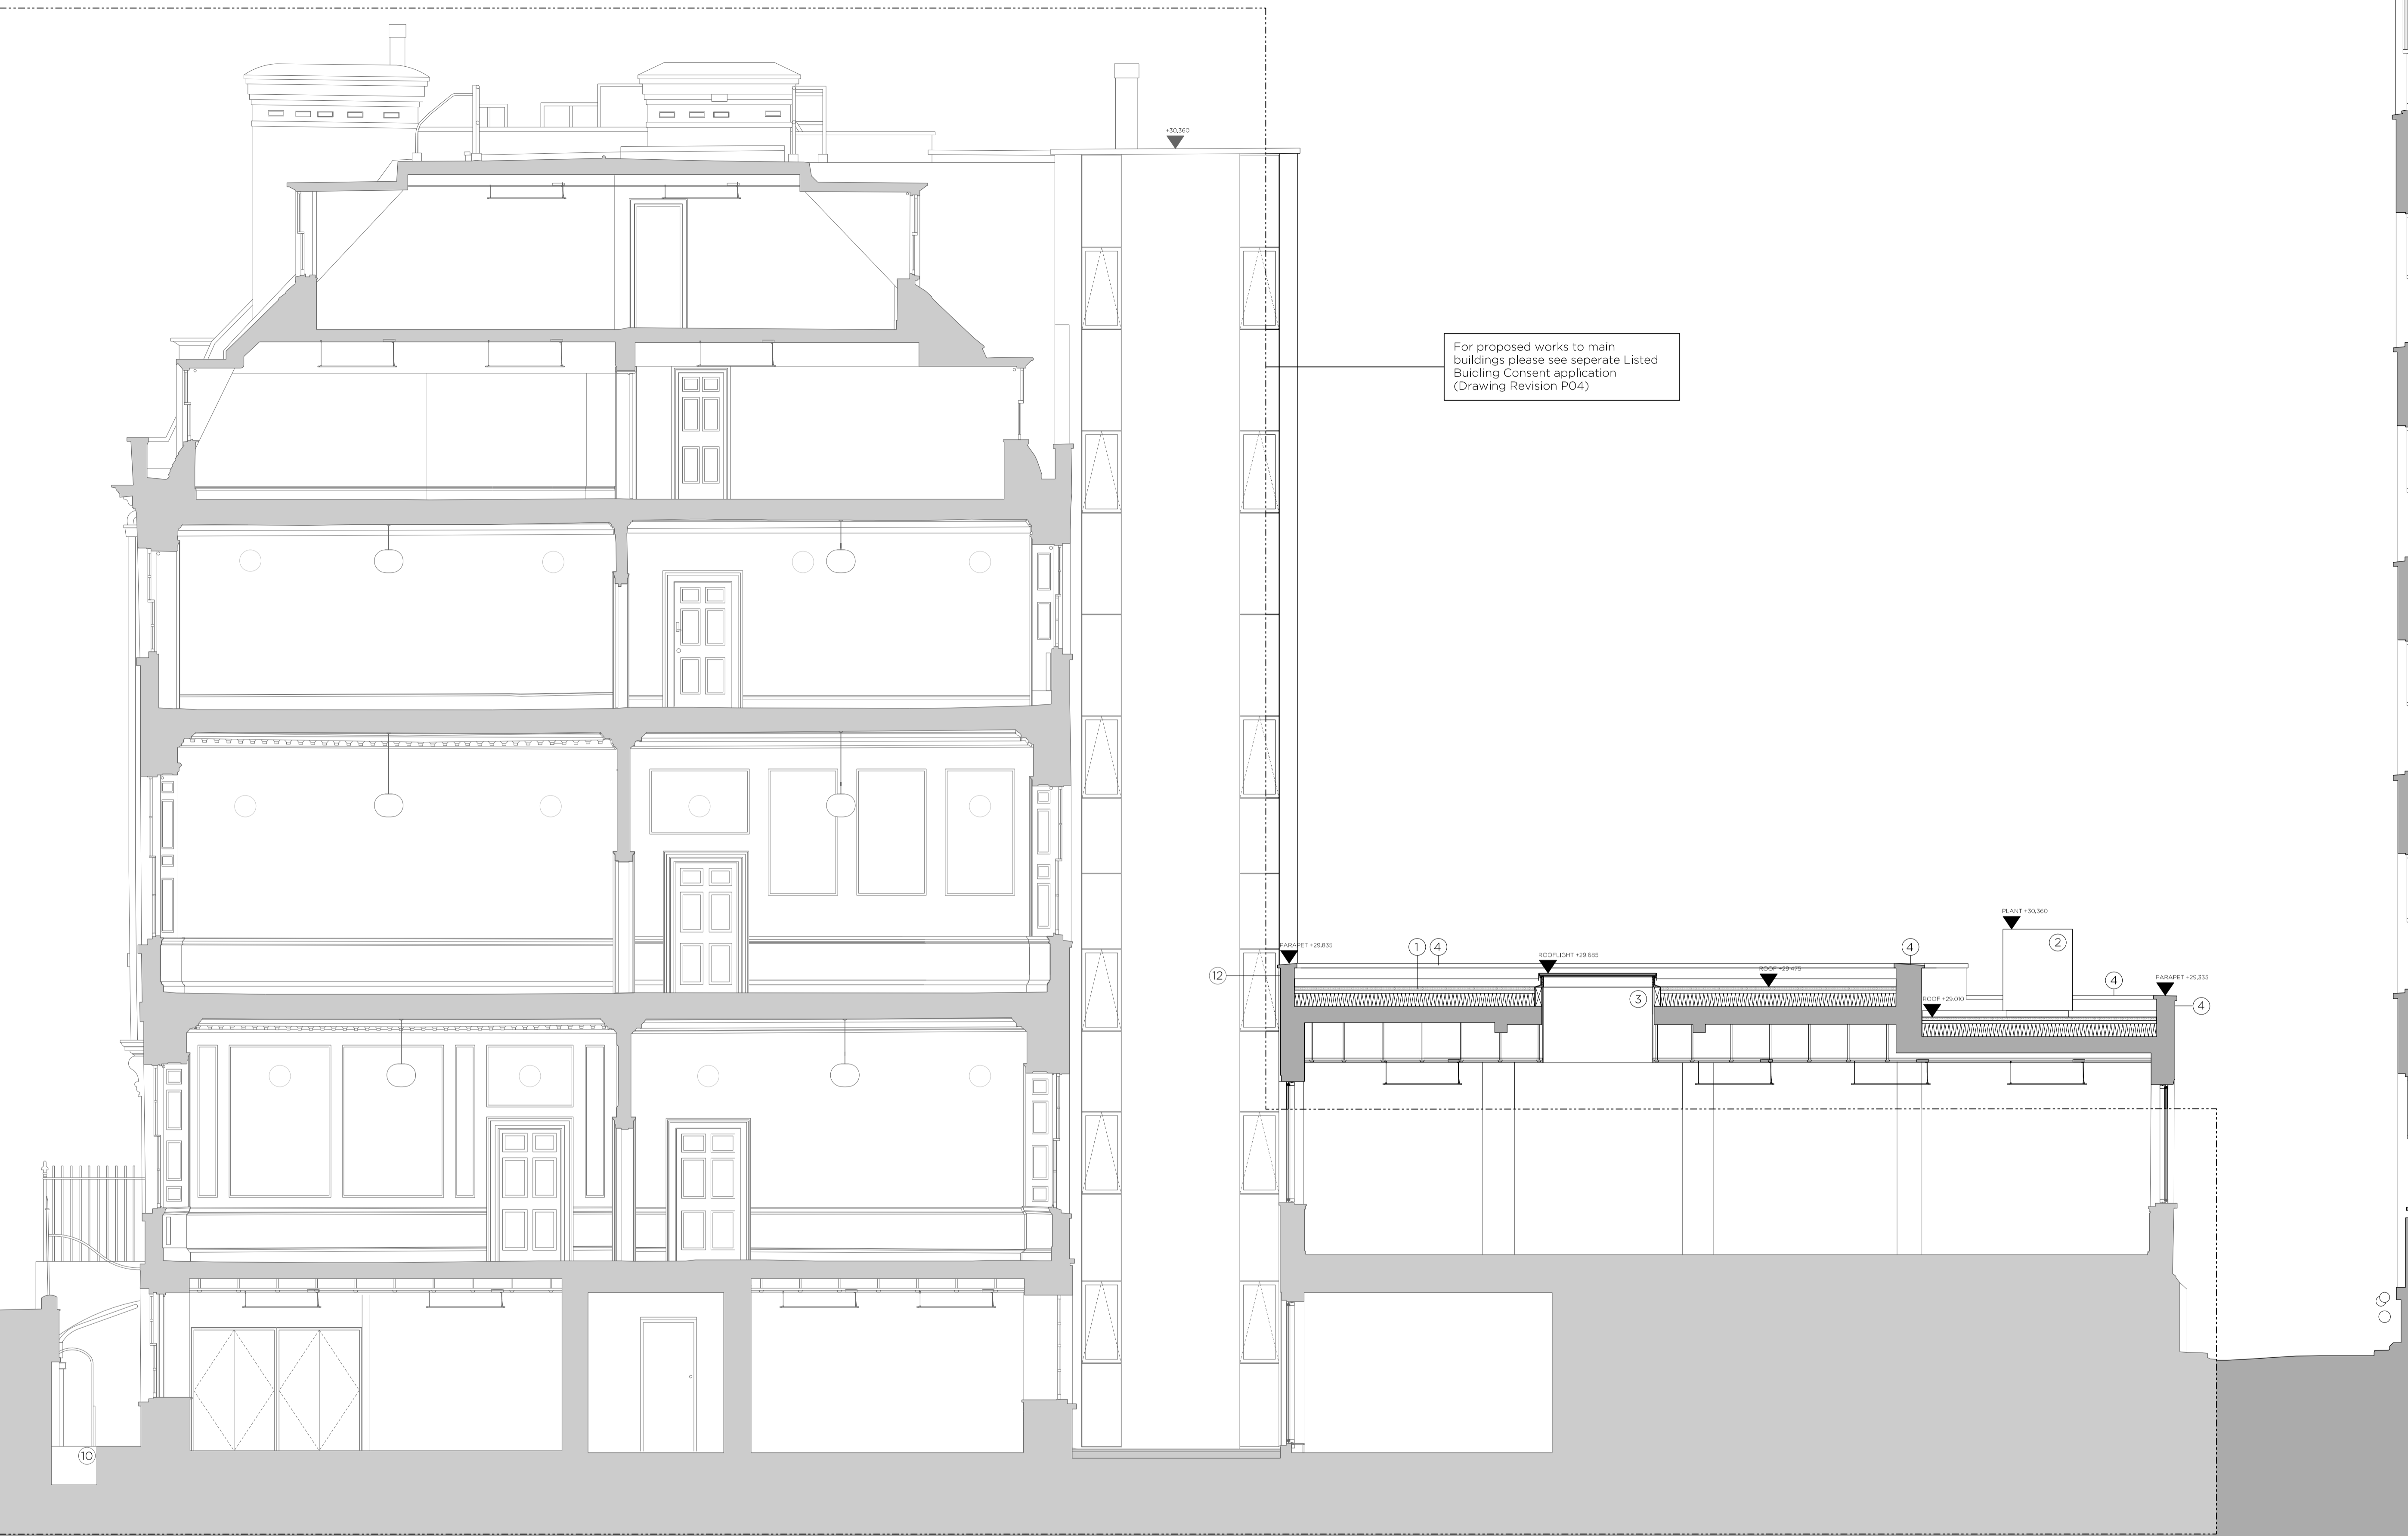 +30,360
For proposed works to main
buildings please see seperate Listed
Buidling Consent application
(Drawing Revision P04)
PLANT +30,360
2
PARAPET +29,835
1
4
4
ROOFLIGHT +29,685
12
ROOF +29,475
4
PARAPET +29,335
3
ROOF +29,010
4
10